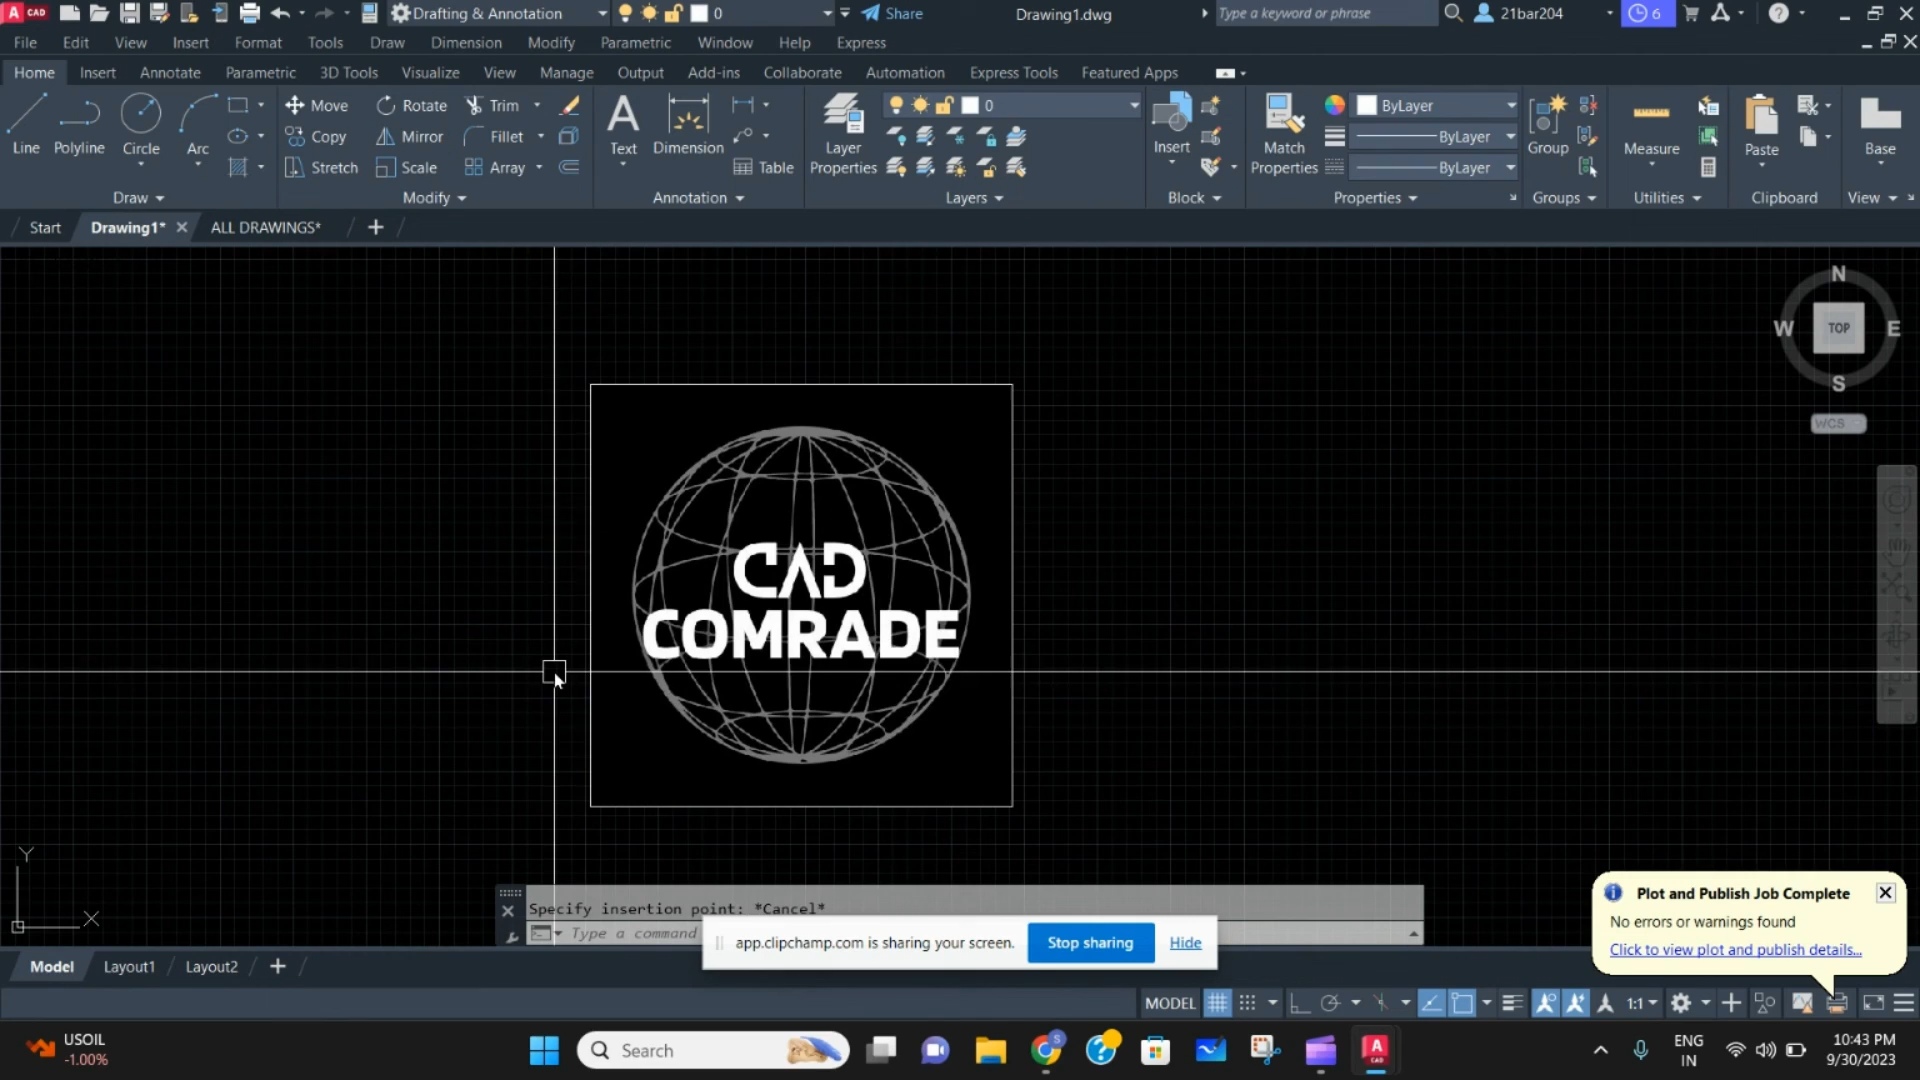 CAD
Drafting & Annotation
0
Share
Drawing1.dwg
Type a keyword or phrase
21bar204
6
File Edit View Insert Format Tools Draw Dimension Modify Parametric Window Help Express
Home Insert Annotate Parametric 3D Tools Visualize View Manage Output Add-ins Collaborate Automation Express Tools Featured Apps
Line Polyline Circle Arc
Move Rotate Trim
Copy Mirror Fillet
Stretch Scale Array
Text Dimension Table
Layer Properties
0
Insert
Match Properties
ByLayer
ByLayer
ByLayer
Group
Measure
Paste
Base
Draw Modify Annotation Layers Block Properties Groups Utilities Clipboard View
Start Drawing1* ALL DRAWINGS*
N
W TOP E
S
WCS
CAD
COMRADE
Y
X
Specify insertion point: *Cancel*
Type a command
app.clipchamp.com is sharing your screen. Stop sharing Hide
Plot and Publish Job Complete
No errors or warnings found
Click to view plot and publish details...
Model Layout1 Layout2
MODEL 1:1
USOIL
-1.00%
Search
S
A
CAD
ENG
IN
10:43 PM
9/30/2023